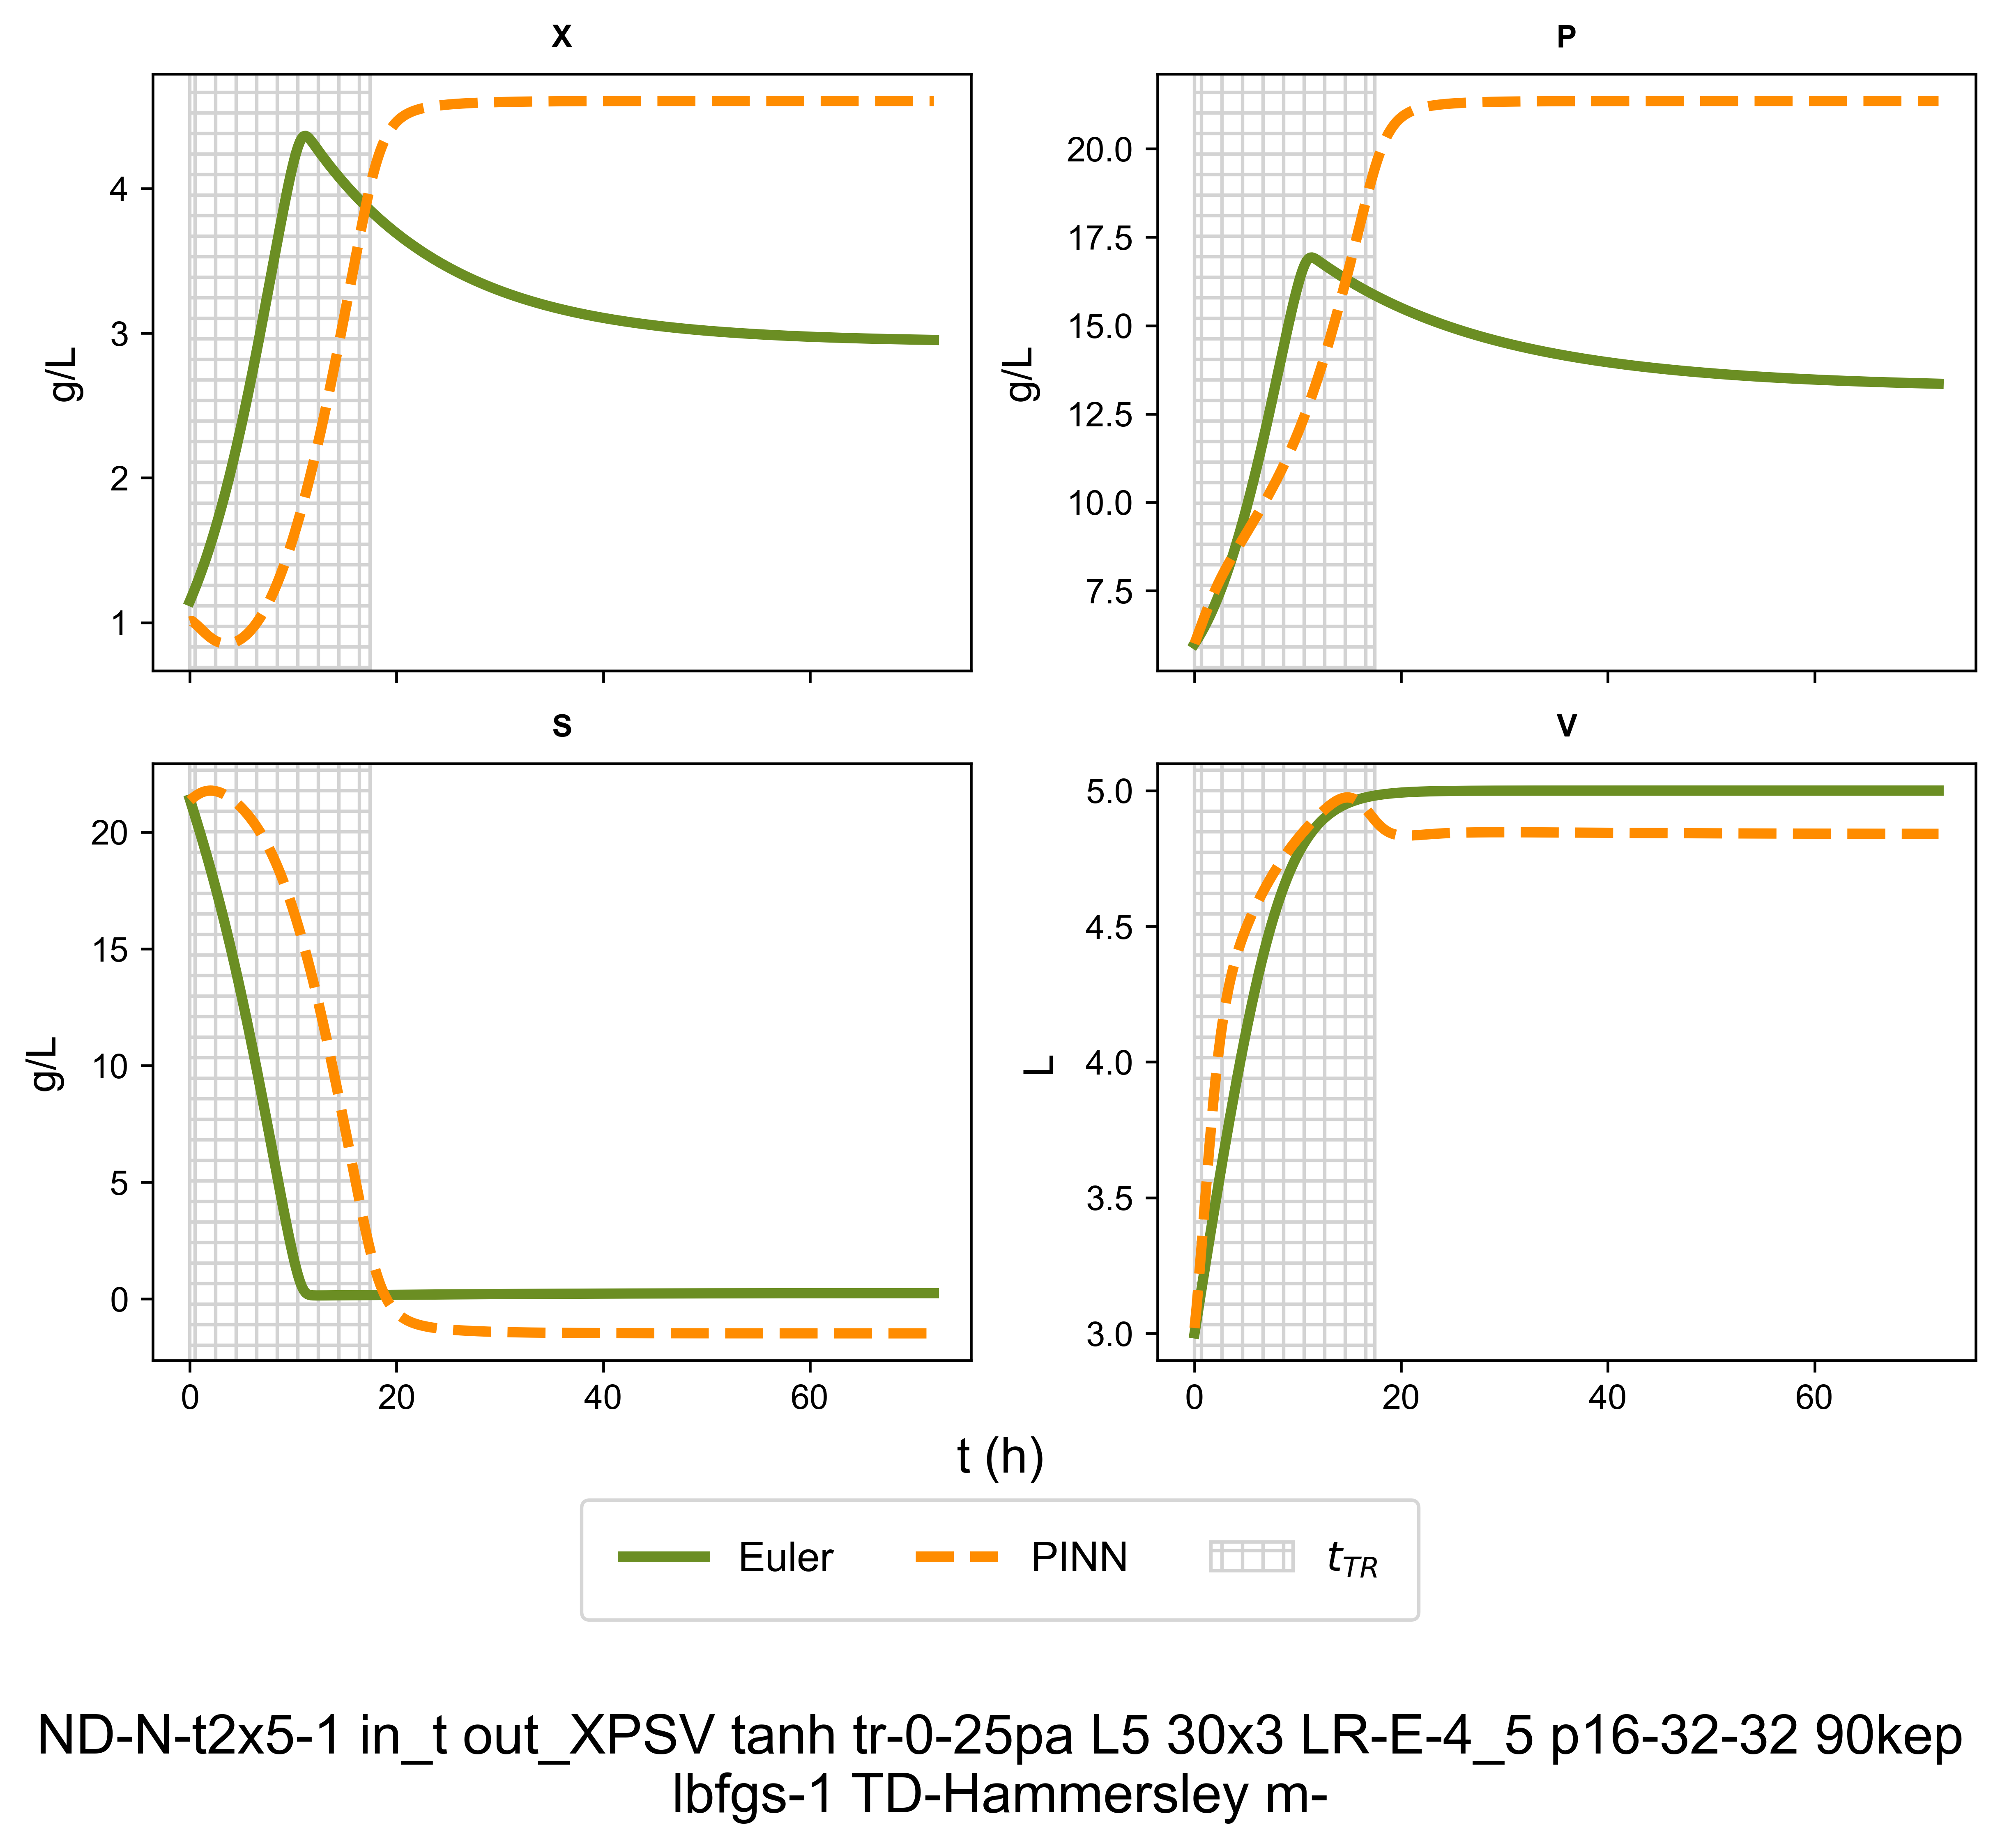 X
P
4
3
2
1
g/L
20.0
17.5
15.0
12.5
10.0
7.5
g/L
S
V
20
15
10
5
0
g/L
0
20
40
60
5.0
4.5
4.0
3.5
3.0
L
0
20
40
60
t (h)
Euler PINN t_TR
ND-N-t2x5-1 in_t out_XPSV tanh tr-0-25pa L5 30x3 LR-E-4_5 p16-32-32 90kep
lbfgs-1 TD-Hammersley m-